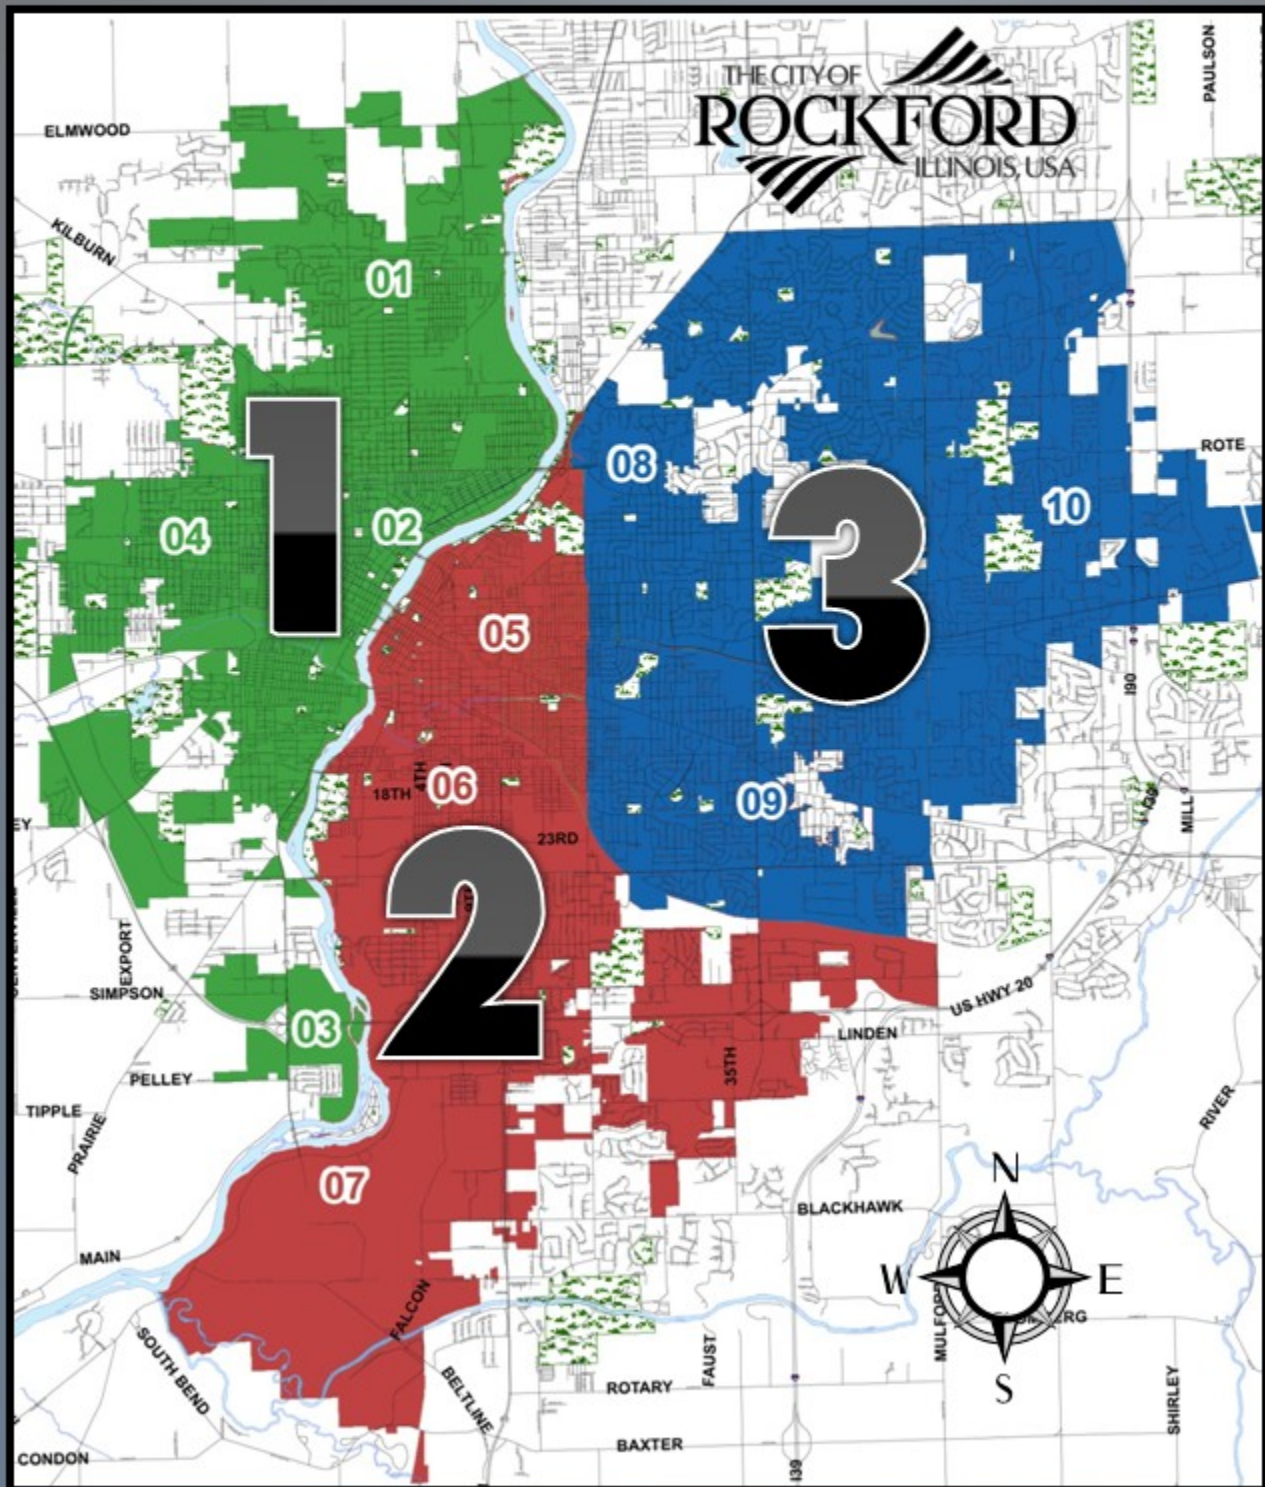 PAULSON
THE CITY OF
ROCKFORD
ILLINOIS, USA
ELMWOOD
KILBURN
01
1
ROTE
08
10
04
02
3
05
I90
4TH
18TH
06
09
MILL
I39
23RD
2
EXPORT
SIMPSON
US HWY 20
03
LINDEN
35TH
PELLEY
TIPPLE
PRAIRIE
RIVER
07
N
BLACKHAWK
MAIN
W
E
FALCON
S
SOUTH BEND
BELTLINE
FAUST
ROTARY
SHIRLEY
BAXTER
CONDON
I39